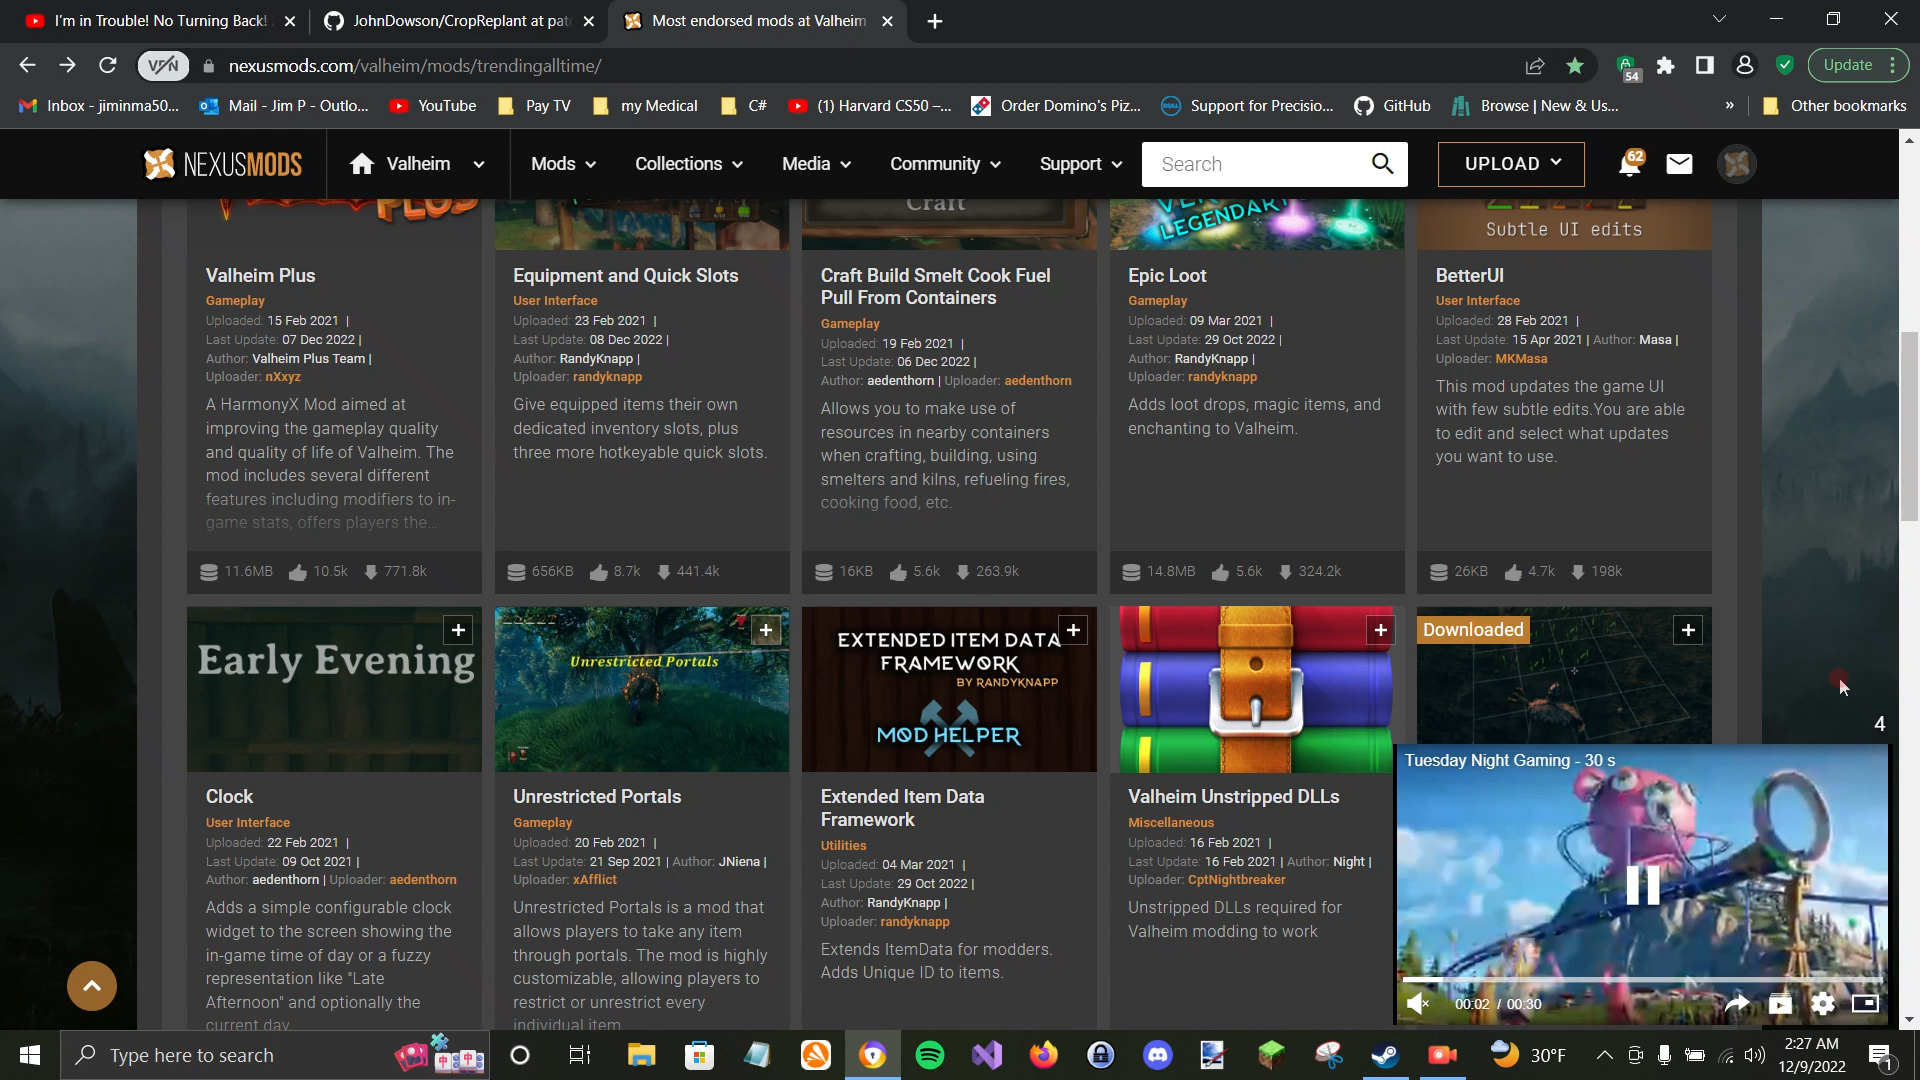 I'm in Trouble! No Turning Back!
JohnDowson/CropReplant at pat
Most endorsed mods at Valheim
VPN
nexusmods.com/valheim/mods/trendingalltime/
54
Update
Inbox - jiminma50...
Mail - Jim P - Outlo...
YouTube
Pay TV
my Medical
C#
(1) Harvard CS50 –...
Order Domino's Piz...
Support for Precisio...
GitHub
Browse | New & Us...
»
Other bookmarks
NEXUSMODS
Valheim
Mods
Collections
Media
Community
Support
Search
UPLOAD
62
PLUS
Craft
LEGENDARY
Subtle UI edits
Valheim Plus
Gameplay
Uploaded: 15 Feb 2021 |
Last Update: 07 Dec 2022 |
Author: Valheim Plus Team |
Uploader: nXxyz
A HarmonyX Mod aimed at
improving the gameplay quality
and quality of life of Valheim. The
mod includes several different
features including modifiers to in-
game stats, offers players the...
11.6MB 10.5k 771.8k
Equipment and Quick Slots
User Interface
Uploaded: 23 Feb 2021 |
Last Update: 08 Dec 2022 |
Author: RandyKnapp |
Uploader: randyknapp
Give equipped items their own
dedicated inventory slots, plus
three more hotkeyable quick slots.
656KB 8.7k 441.4k
Craft Build Smelt Cook Fuel
Pull From Containers
Gameplay
Uploaded: 19 Feb 2021 |
Last Update: 06 Dec 2022 |
Author: aedenthorn | Uploader: aedenthorn
Allows you to make use of
resources in nearby containers
when crafting, building, using
smelters and kilns, refueling fires,
cooking food, etc.
16KB 5.6k 263.9k
Epic Loot
Gameplay
Uploaded: 09 Mar 2021 |
Last Update: 29 Oct 2022 |
Author: RandyKnapp |
Uploader: randyknapp
Adds loot drops, magic items, and
enchanting to Valheim.
14.8MB 5.6k 324.2k
BetterUI
User Interface
Uploaded: 28 Feb 2021 |
Last Update: 15 Apr 2021 | Author: Masa |
Uploader: MKMasa
This mod updates the game UI
with few subtle edits.You are able
to edit and select what updates
you want to use.
26KB 4.7k 198k
Early Evening
Clock
User Interface
Uploaded: 22 Feb 2021 |
Last Update: 09 Oct 2021 |
Author: aedenthorn | Uploader: aedenthorn
Adds a simple configurable clock
widget to the screen showing the
in-game time of day or a fuzzy
representation like "Late
Afternoon" and optionally the
current day
Unrestricted Portals
Unrestricted Portals
Gameplay
Uploaded: 20 Feb 2021 |
Last Update: 21 Sep 2021 | Author: JNiena |
Uploader: xAfflict
Unrestricted Portals is a mod that
allows players to take any item
through portals. The mod is highly
customizable, allowing players to
restrict or unrestrict every
individual item
EXTENDED ITEM DATA
FRAMEWORK
BY RANDYKNAPP
MOD HELPER
Extended Item Data
Framework
Utilities
Uploaded: 04 Mar 2021 |
Last Update: 29 Oct 2022 |
Author: RandyKnapp |
Uploader: randyknapp
Extends ItemData for modders.
Adds Unique ID to items.
Valheim Unstripped DLLs
Miscellaneous
Uploaded: 16 Feb 2021 |
Last Update: 16 Feb 2021 | Author: Night |
Uploader: CptNightbreaker
Unstripped DLLs required for
Valheim modding to work
Downloaded
4
Tuesday Night Gaming - 30 s
00:02 / 00:30
Type here to search
30°F
2:27 AM
12/9/2022
1